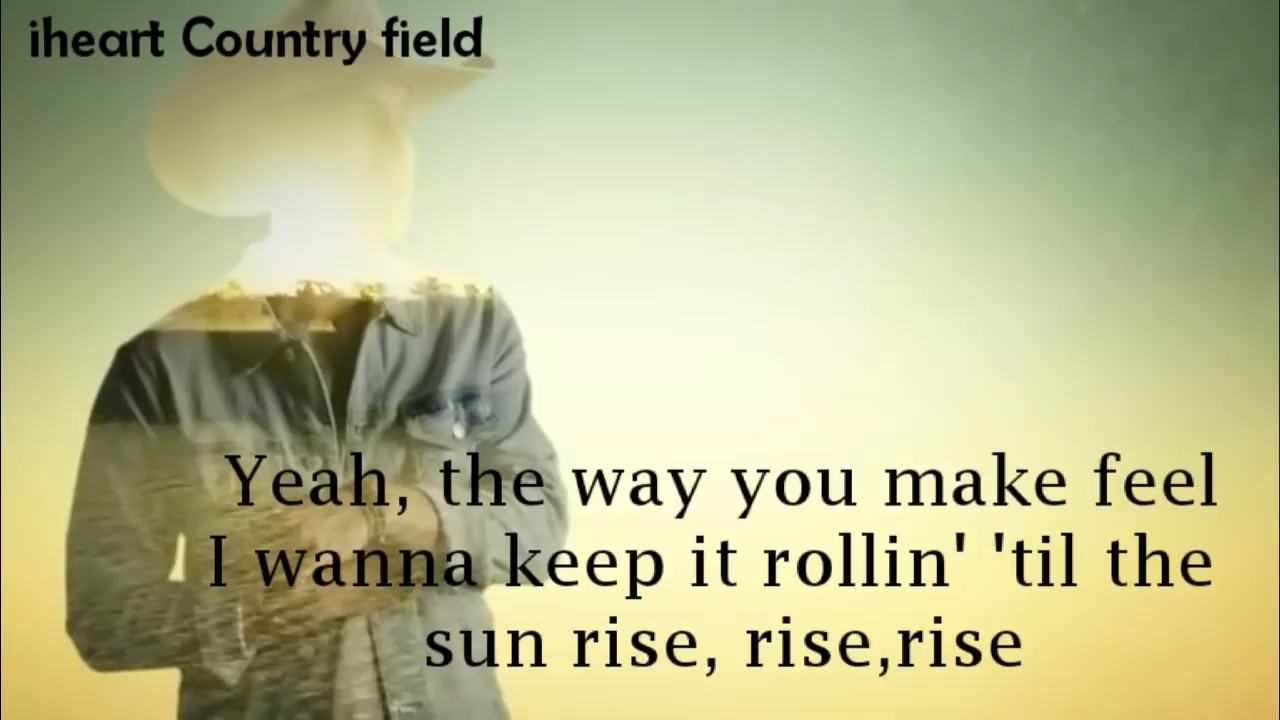 iheart Country field
Yeah, the way you make feel
I wanna keep it rollin' 'til the
sun rise, rise,rise